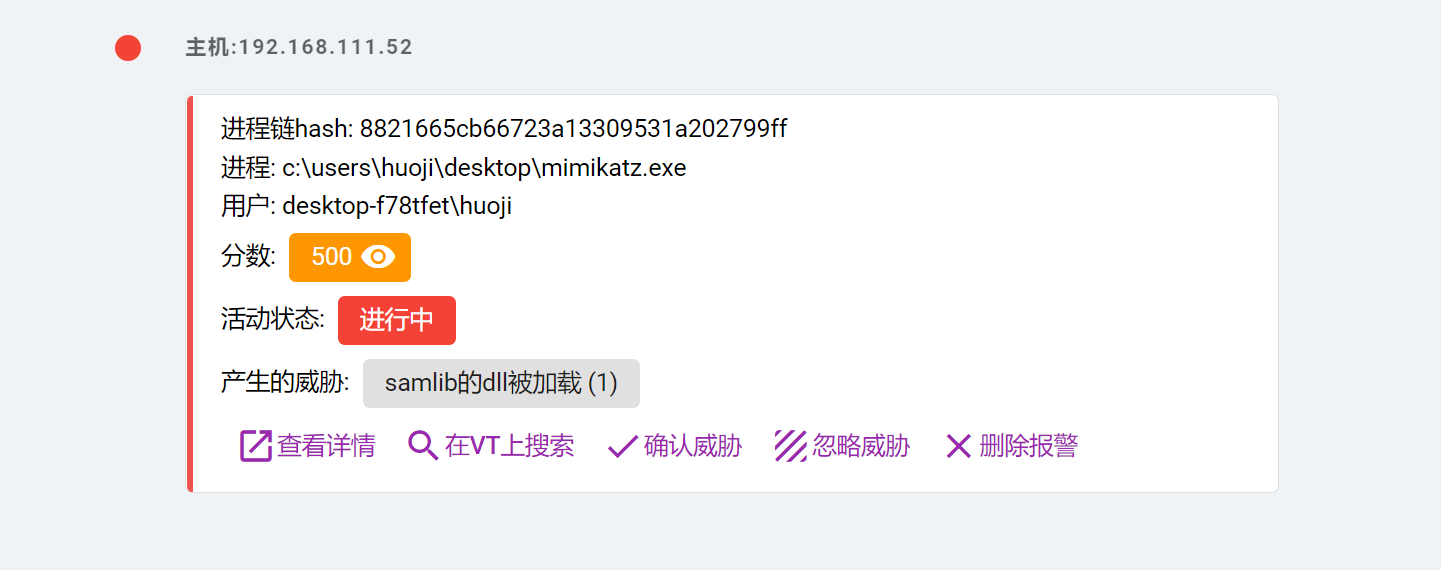 主机:192.168.111.52
进程链hash: 8821665cb66723a13309531a202799ff
进程: c:\users\huoji\desktop\mimikatz.exe
用户: desktop-f78tfet\huoji
分数: 500
活动状态: 进行中
产生的威胁: samlib的dll被加载 (1)
查看详情 在VT上搜索 确认威胁 忽略威胁 删除报警